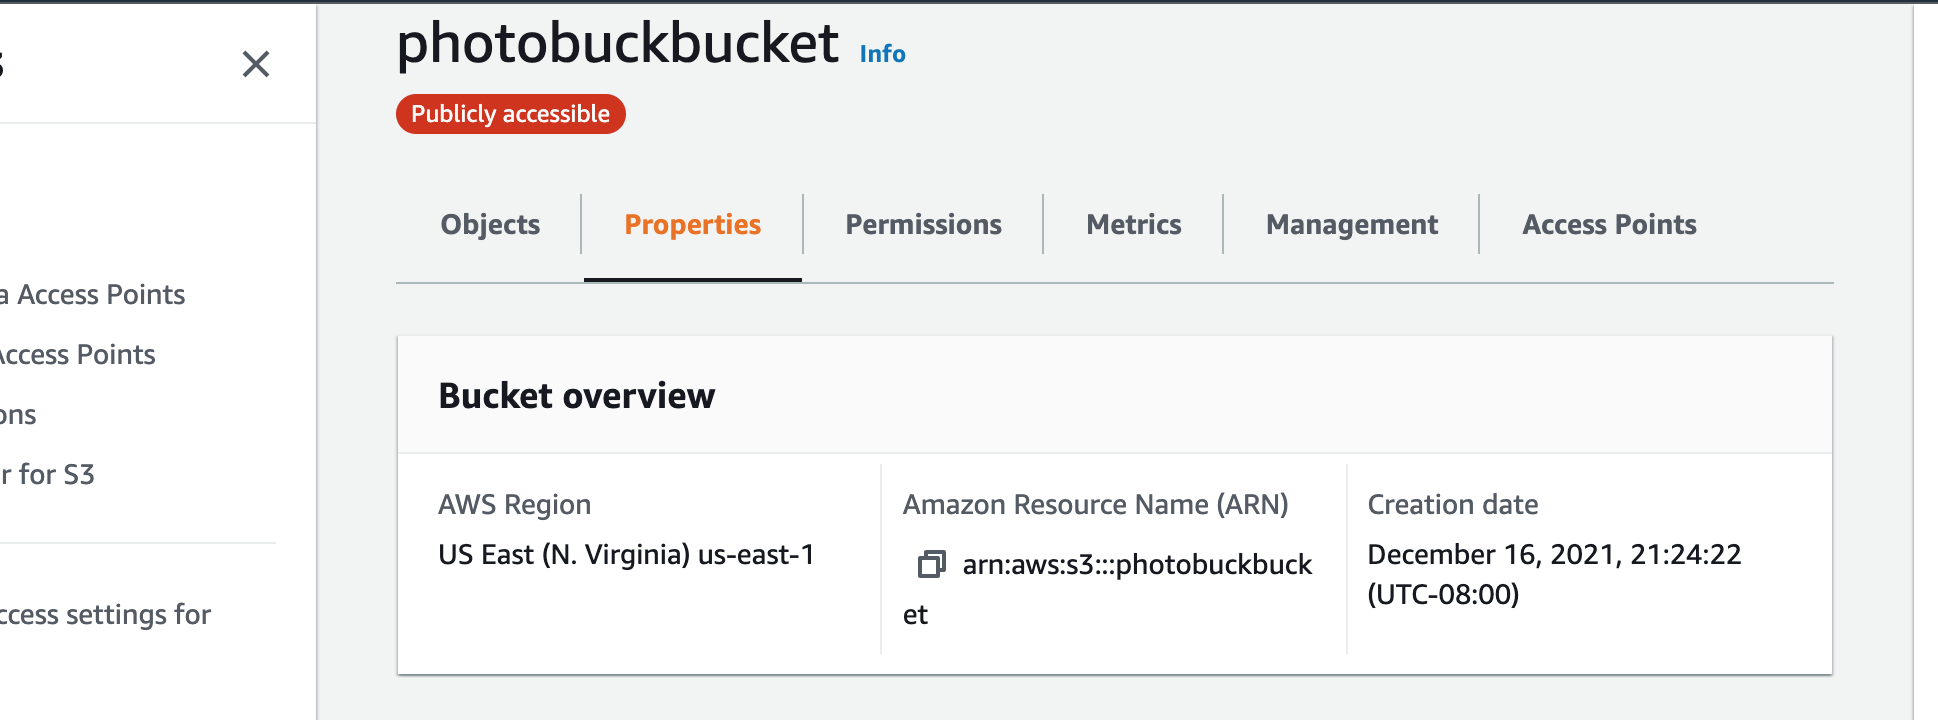 photobuckbucket Info
Publicly accessible
Objects
Properties
Permissions
Metrics
Management
Access Points
a Access Points
Access Points
ons
r for S3
ccess settings for
Bucket overview
AWS Region
US East (N. Virginia) us-east-1
Amazon Resource Name (ARN)
arn:aws:s3:::photobuckbuck
et
Creation date
December 16, 2021, 21:24:22
(UTC-08:00)